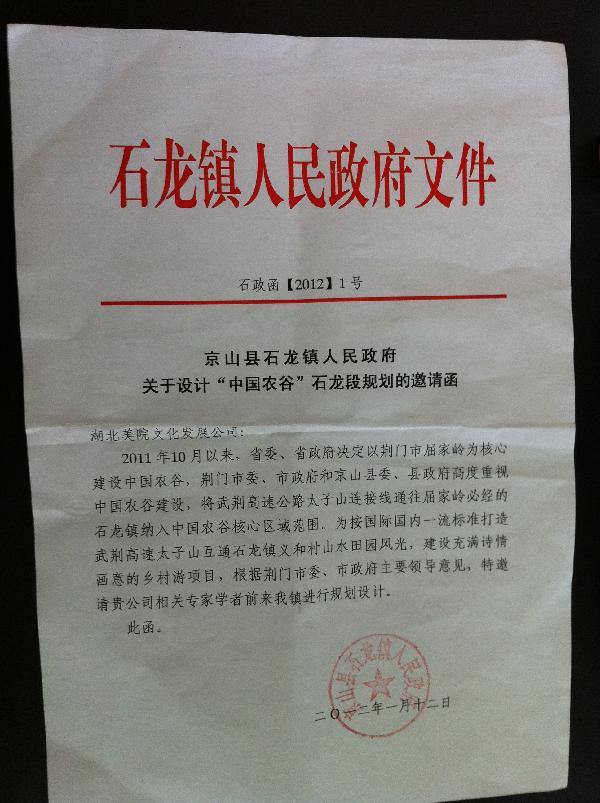 石龙镇人民政府文件
石政函【2012】1号
京山县石龙镇人民政府
关于设计“中国农谷”石龙段规划的邀请函
湖北美院文化发展公司：
2011年10月以来，省委、省政府决定以荆门市屈家岭为核心
建设中国农谷，荆门市委、市政府和京山县委、县政府高度重视
中国农谷建设，将武荆高速公路太子山连接线通往屈家岭必经的
石龙镇纳入中国农谷核心区域范围。为按国际国内一流标准打造
武荆高速太子山互通石龙镇义和村山水田园风光，建设充满诗情
画意的乡村游项目，根据荆门市委、市政府主要领导意见，特邀
请贵公司相关专家学者前来我镇进行规划设计。
此函。
京山县石龙镇人民政府
二〇一二年一月十二日